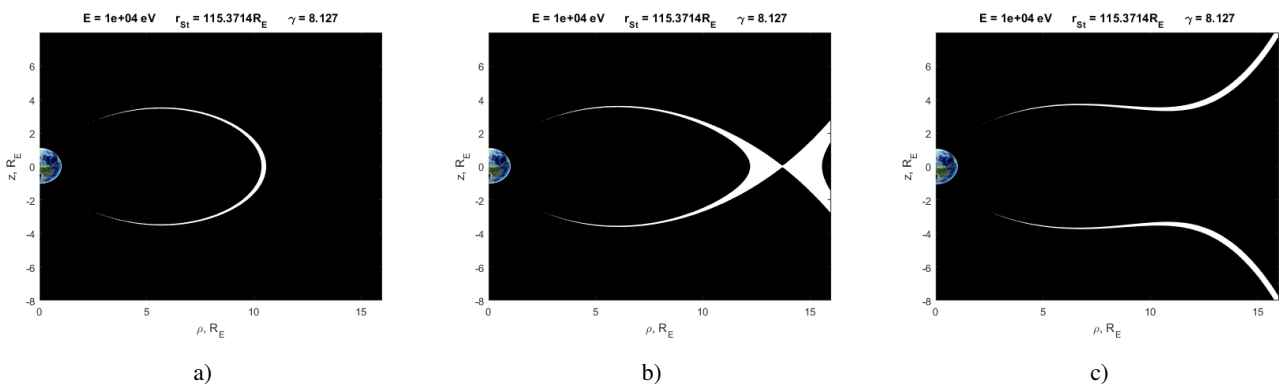 E = 1e+04 eV r_St = 115.3714R_E γ = 8.127
6
4
2
0
-2
-4
-6
-8
z, R_E
0 5 10 15
ρ, R_E
a)
E = 1e+04 eV r_St = 115.3714R_E γ = 8.127
6
4
2
0
-2
-4
-6
-8
z, R_E
0 5 10 15
ρ, R_E
b)
E = 1e+04 eV r_St = 115.3714R_E γ = 8.127
6
4
2
0
-2
-4
-6
-8
z, R_E
0 5 10 15
ρ, R_E
c)